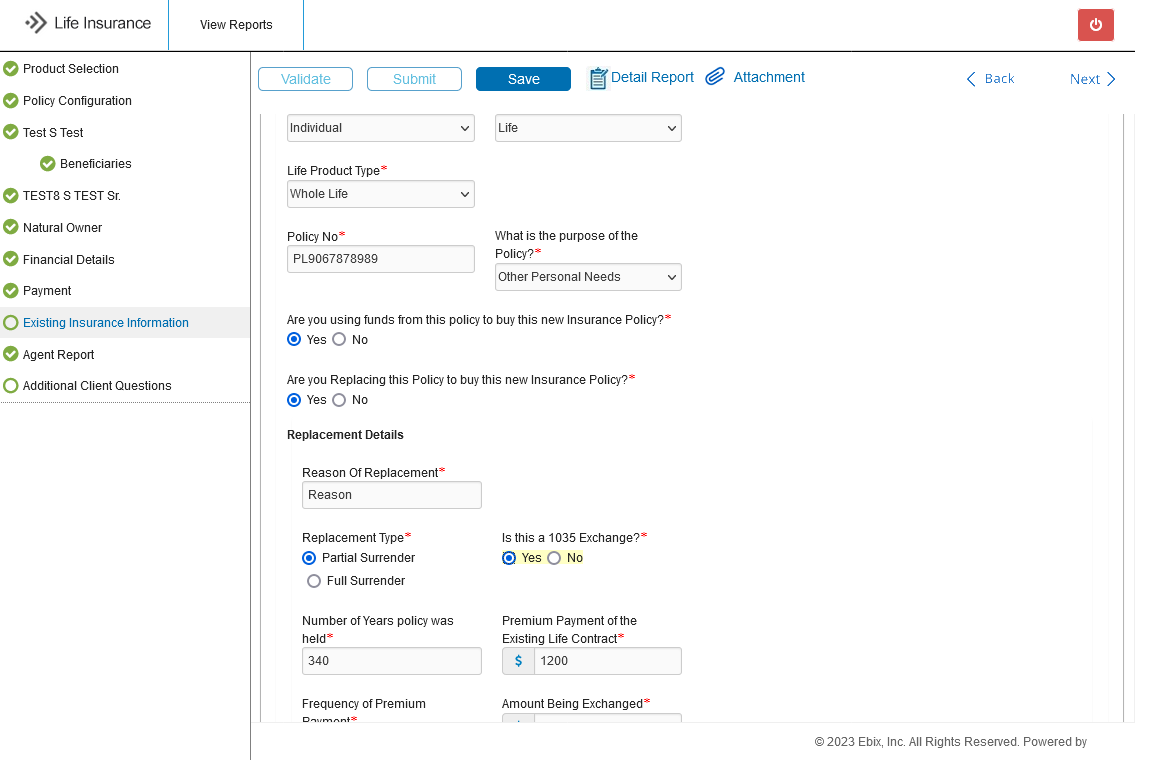 Life Insurance
View Reports
Product Selection
Policy Configuration
Test S Test
Beneficiaries
TEST8 S TEST Sr.
Natural Owner
Financial Details
Payment
Existing Insurance Information
Agent Report
Additional Client Questions
Validate Submit Save Detail Report Attachment Back Next
Individual Life
Life Product Type*
Whole Life
Policy No* What is the purpose of the
Policy?*
PL9067878989
Other Personal Needs
Are you using funds from this policy to buy this new Insurance Policy?*
Yes No
Are you Replacing this Policy to buy this new Insurance Policy?*
Yes No
Replacement Details
Reason Of Replacement*
Reason
Replacement Type* Is this a 1035 Exchange?*
Partial Surrender Yes No
Full Surrender
Number of Years policy was Premium Payment of the
held* Existing Life Contract*
340 $ 1200
Frequency of Premium Amount Being Exchanged*
Payment*
© 2023 Ebix, Inc. All Rights Reserved. Powered by